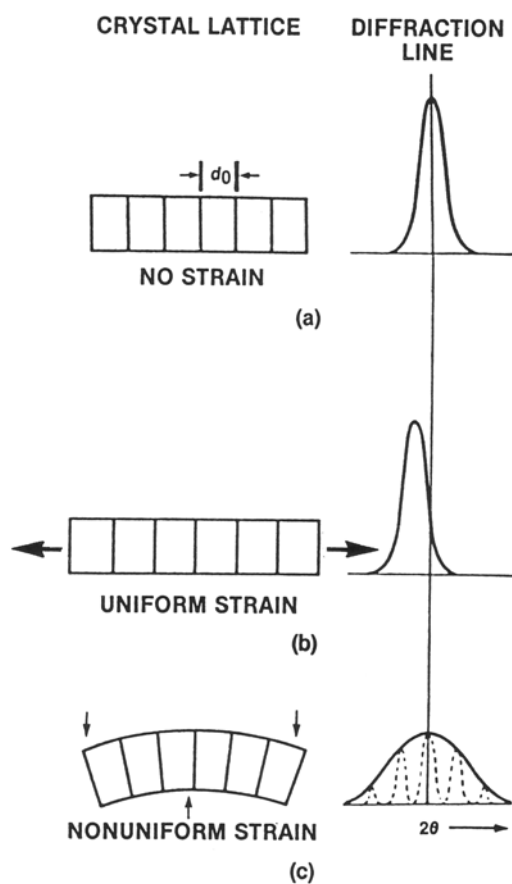 CRYSTAL LATTICE
DIFFRACTION
LINE
d0
NO STRAIN
(a)
UNIFORM STRAIN
(b)
2θ
NONUNIFORM STRAIN
(c)